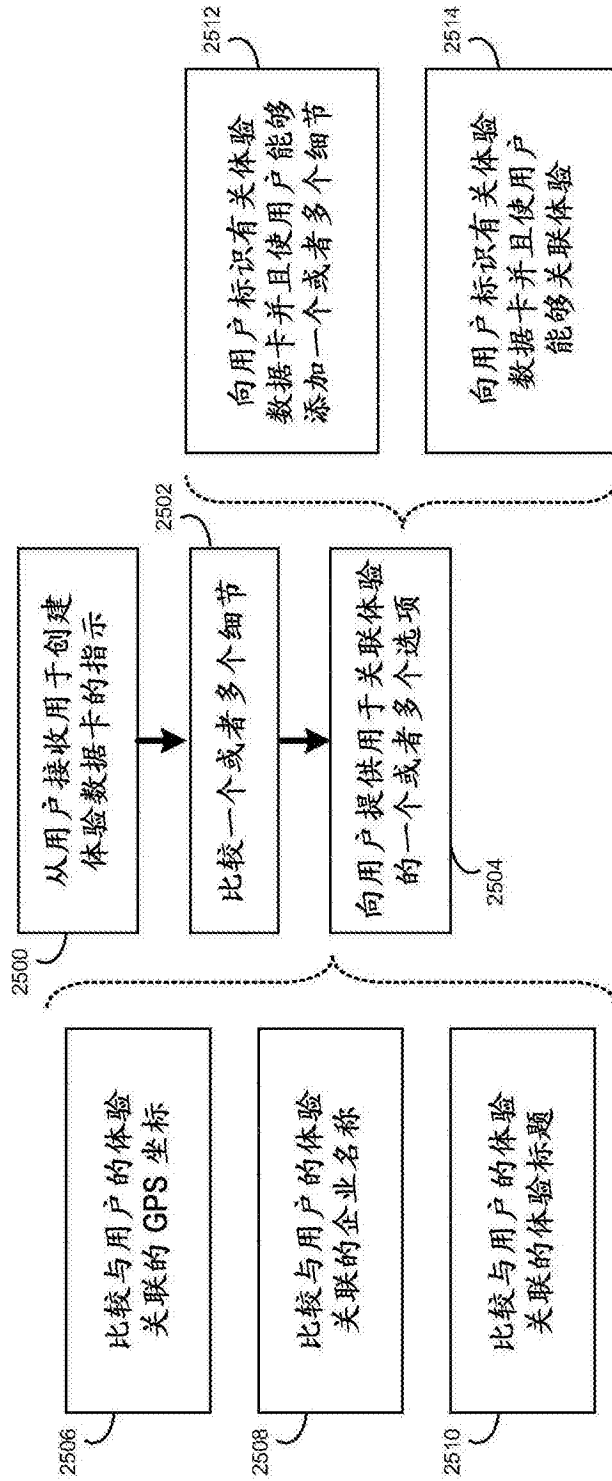 2500
从用户接收用于创建
体验数据卡的指示
2502
比较一个或者多个细节
2504
向用户提供用于关联体验
的一个或者多个选项
2506
比较与用户的体验
关联的 GPS 坐标
2508
比较与用户的体验
关联的企业名称
2510
比较与用户的体验
关联的体验标题
2512
向用户标识有关体验
数据卡并且使用户能够
添加一个或者多个细节
2514
向用户标识有关体验
数据卡并且使用户
能够关联体验